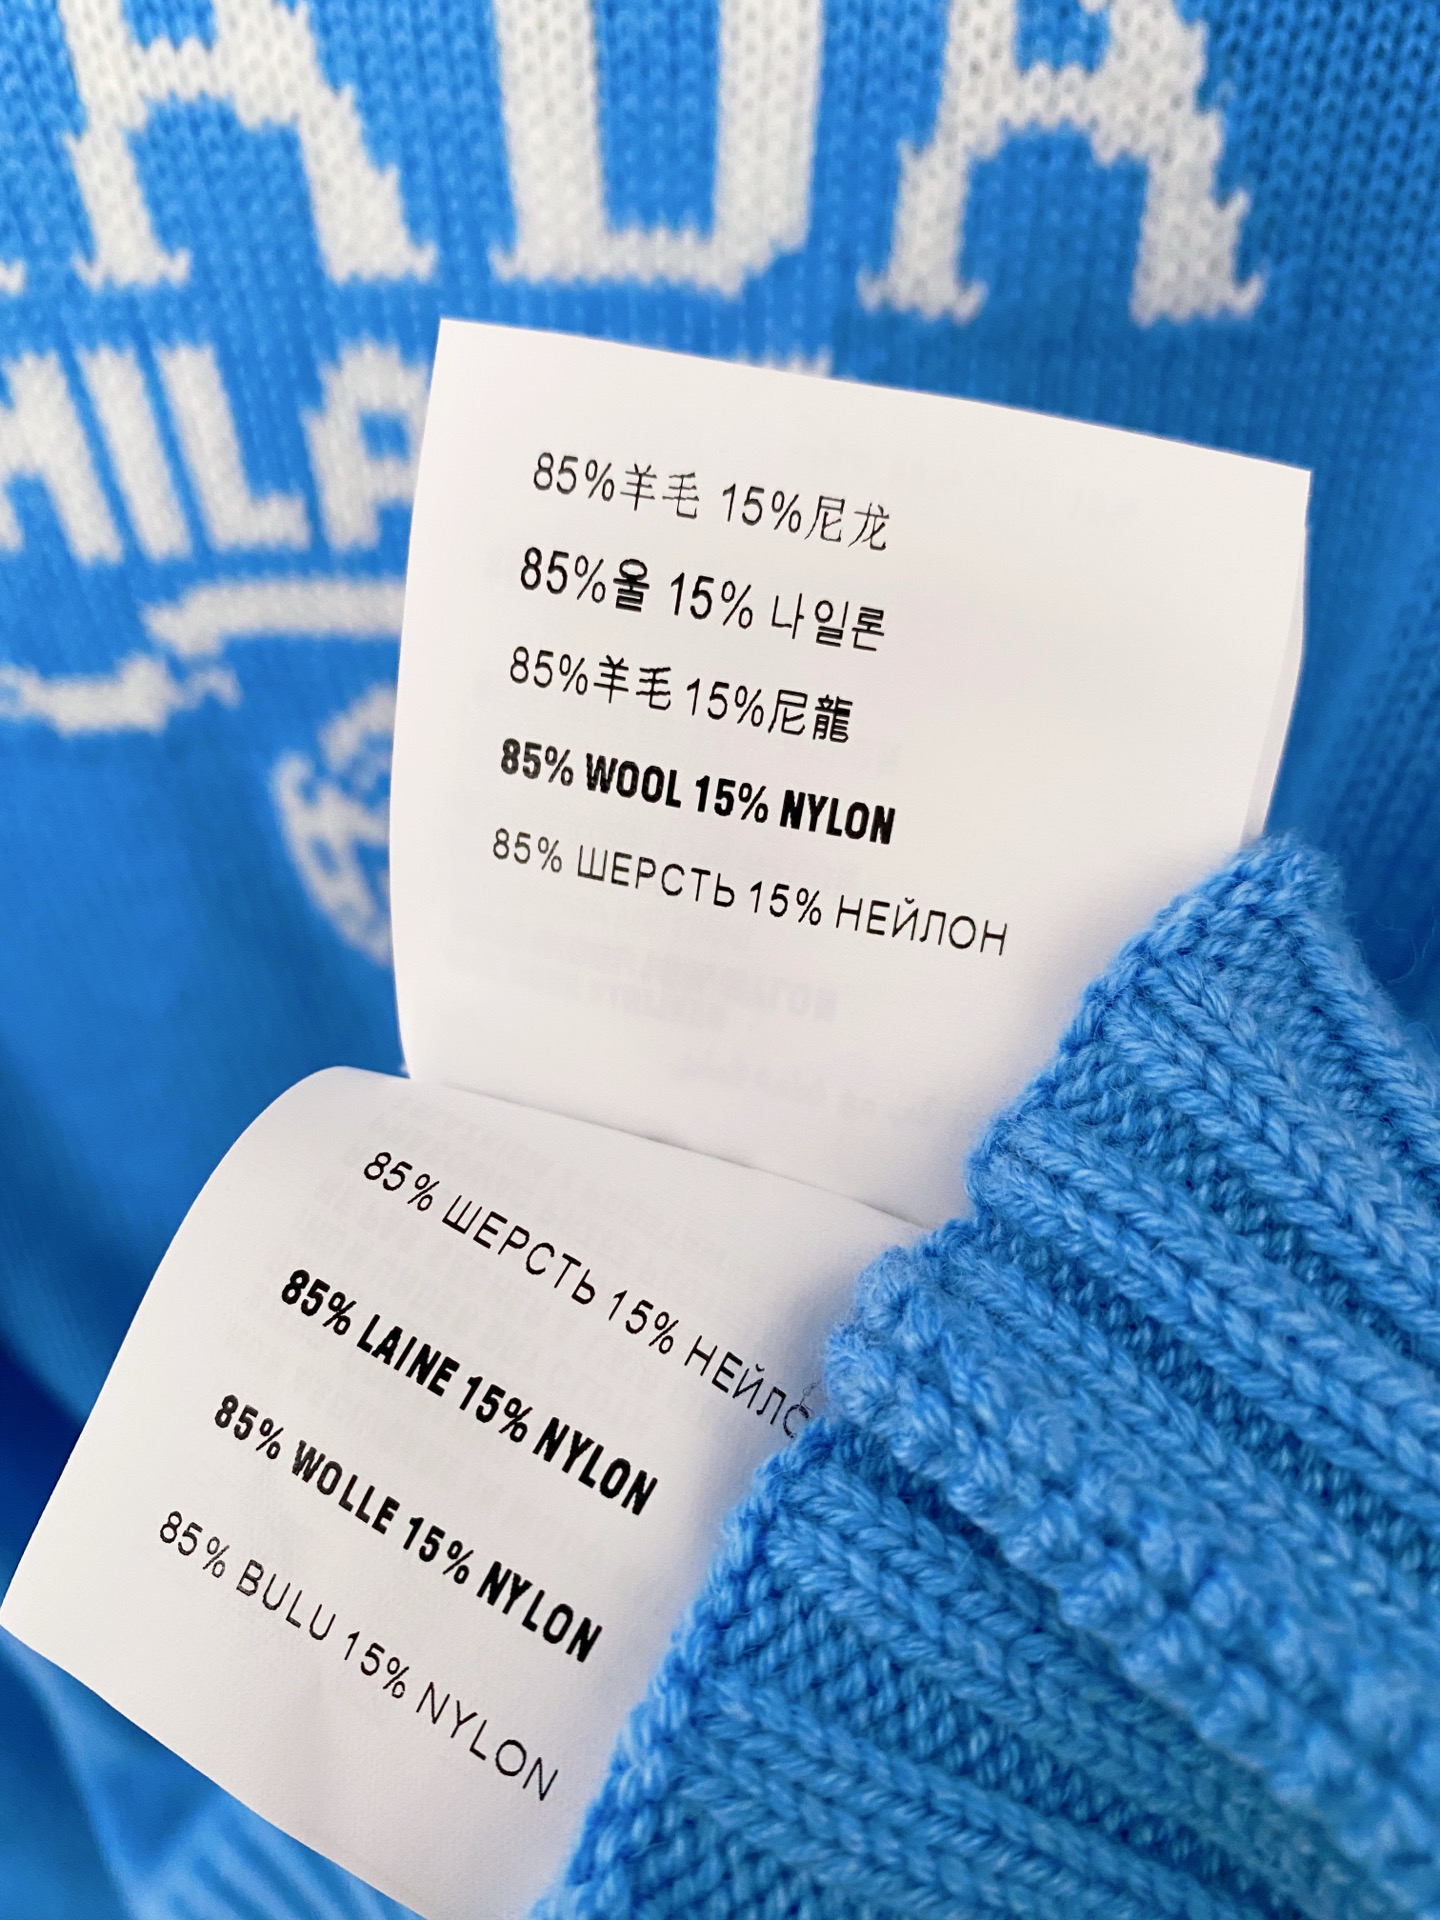 85%羊毛 15%尼龙
85%울 15% 나일론
85%羊毛 15%尼龍
85% WOOL 15% NYLON
85% ШЕРСТЬ 15% НЕЙЛОН
85% ШЕРСТЬ 15% НЕЙЛО
85% LAINE 15% NYLON
85% WOLLE 15% NYLON
85% BULU 15% NYLON